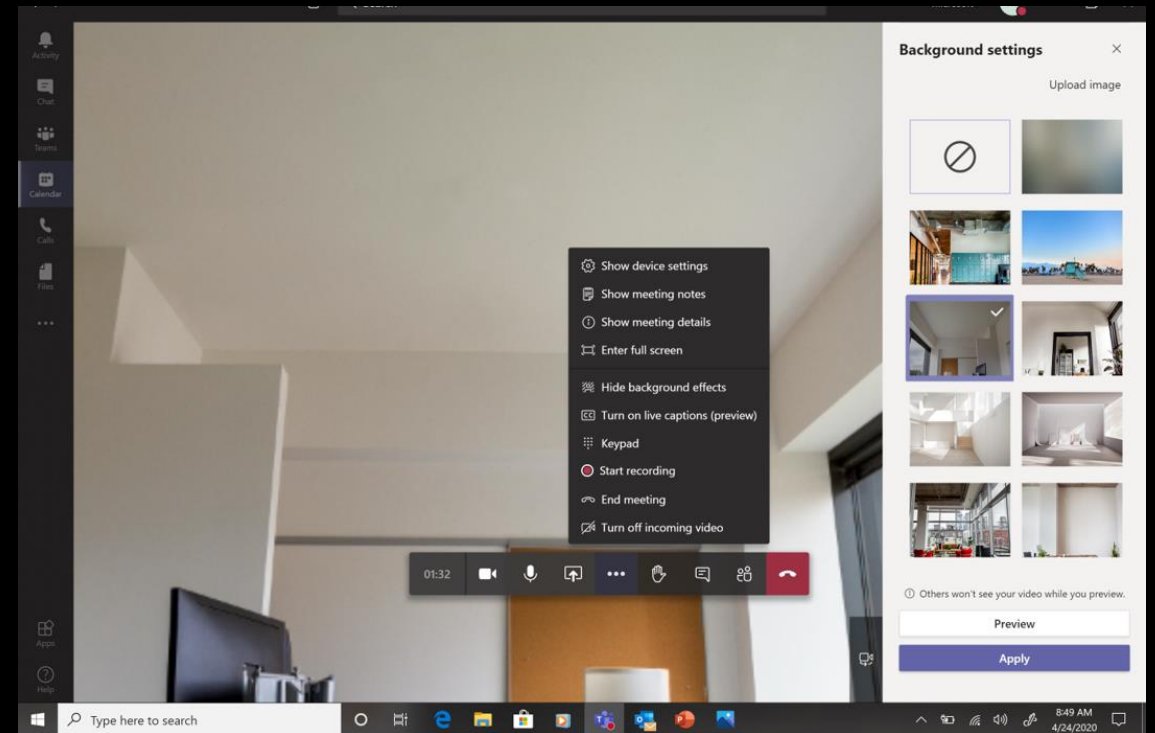 Activity
Chat
Teams
Calendar
Calls
Files
Apps
Help
Background settings
Upload image
Show device settings
Show meeting notes
Show meeting details
Enter full screen
Hide background effects
CC Turn on live captions (preview)
Keypad
Start recording
End meeting
Turn off incoming video
01:32
Others won't see your video while you preview.
Preview
Apply
Type here to search
8:49 AM
4/24/2020